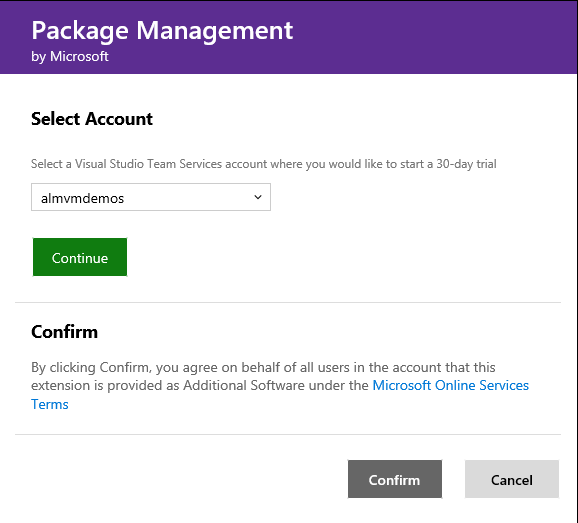 Package Management
by Microsoft
Select Account
Select a Visual Studio Team Services account where you would like to start a 30-day trial
almvmdemos
Continue
Confirm
By clicking Confirm, you agree on behalf of all users in the account that this
extension is provided as Additional Software under the Microsoft Online Services
Terms
Confirm Cancel